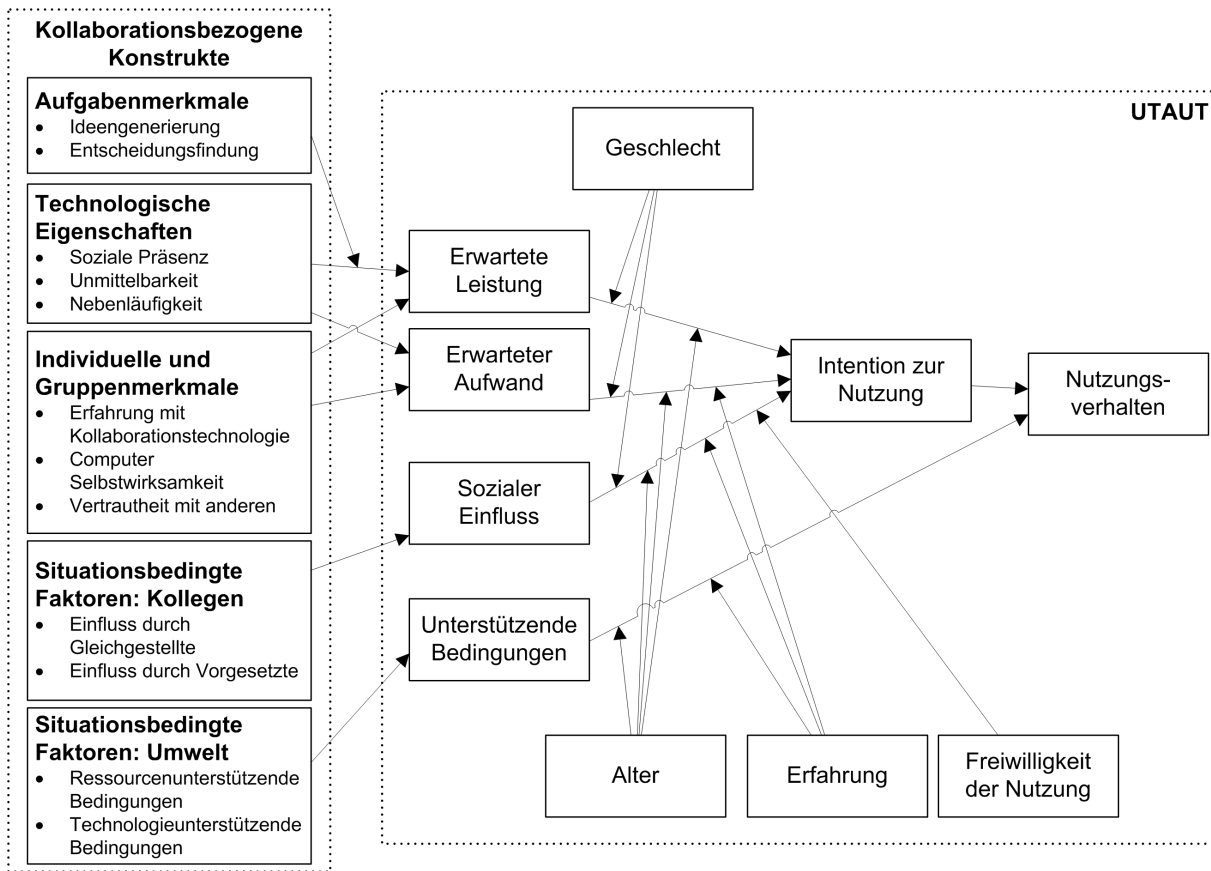 Kollaborationsbezogene
Konstrukte
Aufgabenmerkmale
• Ideengenerierung
• Entscheidungsfindung
Technologische
Eigenschaften
• Soziale Präsenz
• Unmittelbarkeit
• Nebenläufigkeit
Individuelle und
Gruppenmerkmale
• Erfahrung mit
Kollaborationstechnologie
• Computer
Selbstwirksamkeit
• Vertrautheit mit anderen
Situationsbedingte
Faktoren: Kollegen
• Einfluss durch
Gleichgestellte
• Einfluss durch Vorgesetzte
Situationsbedingte
Faktoren: Umwelt
• Ressourcenunterstützende
Bedingungen
• Technologieunterstützende
Bedingungen
UTAUT
Geschlecht
Erwartete
Leistung
Erwarteter
Aufwand
Sozialer
Einfluss
Unterstützende
Bedingungen
Intention zur
Nutzung
Nutzungs-
verhalten
Alter
Erfahrung
Freiwilligkeit
der Nutzung